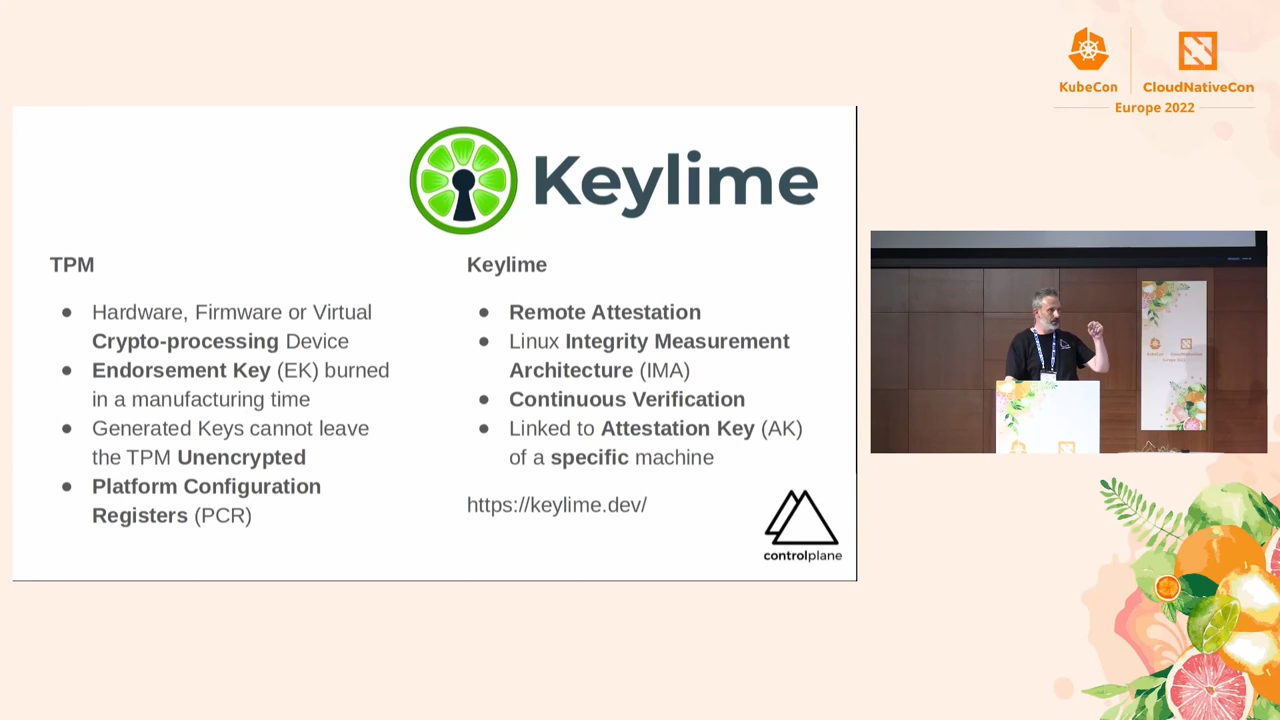 KubeCon
CloudNativeCon
Europe 2022
Keylime
TPM
● Hardware, Firmware or Virtual
Crypto-processing Device
● Endorsement Key (EK) burned
in a manufacturing time
● Generated Keys cannot leave
the TPM Unencrypted
● Platform Configuration
Registers (PCR)
Keylime
● Remote Attestation
● Linux Integrity Measurement
Architecture (IMA)
● Continuous Verification
● Linked to Attestation Key (AK)
of a specific machine
https://keylime.dev/
controlplane